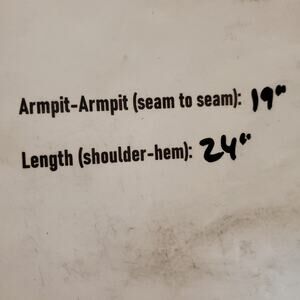 Armpit-Armpit (seam to seam): 19"
Length (shoulder-hem): 24"